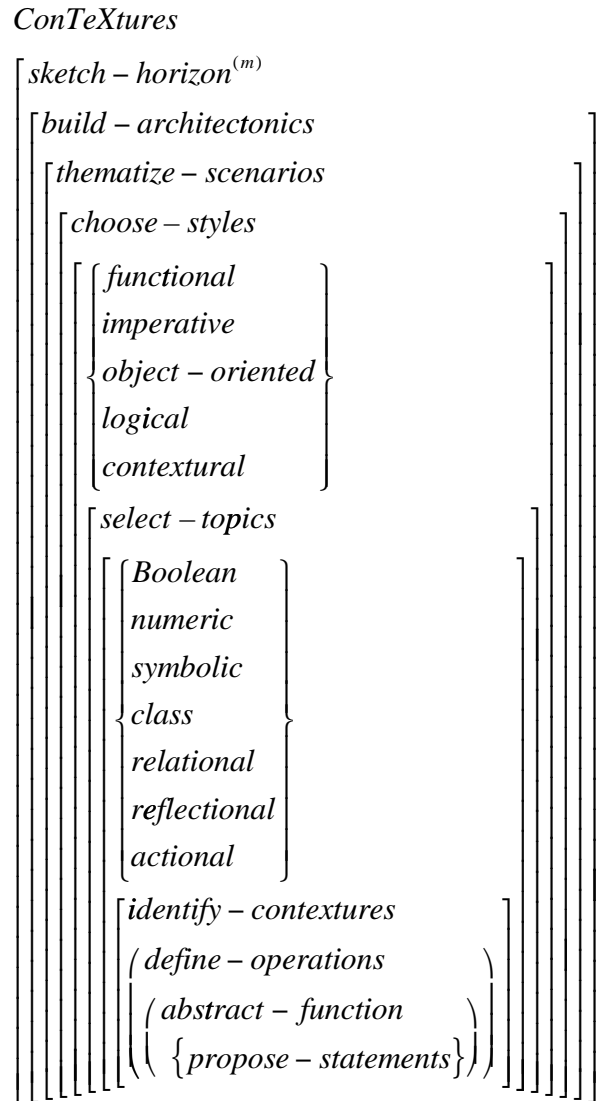 ConTeXtures
sketch – horizon(m)
build – architectonics
thematize – scenarios
choose – styles
functional
imperative
object – oriented
logical
contextural
select – topics
Boolean
numeric
symbolic
class
relational
reflectional
actional
identify – contextures
define – operations
abstract – function
{propose – statements}